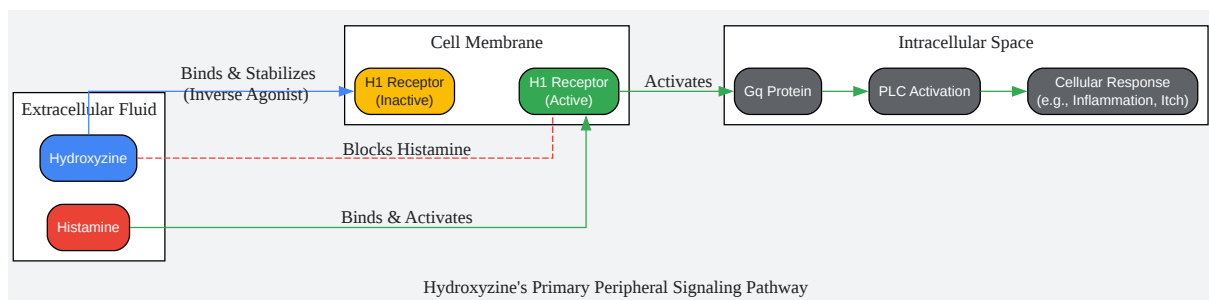 Extracellular Fluid
Hydroxyzine
Histamine
Binds & Stabilizes
(Inverse Agonist)
Blocks Histamine
Binds & Activates
Cell Membrane
H1 Receptor
(Inactive)
H1 Receptor
(Active)
Activates
Intracellular Space
Gq Protein
PLC Activation
Cellular Response
(e.g., Inflammation, Itch)
Hydroxyzine's Primary Peripheral Signaling Pathway